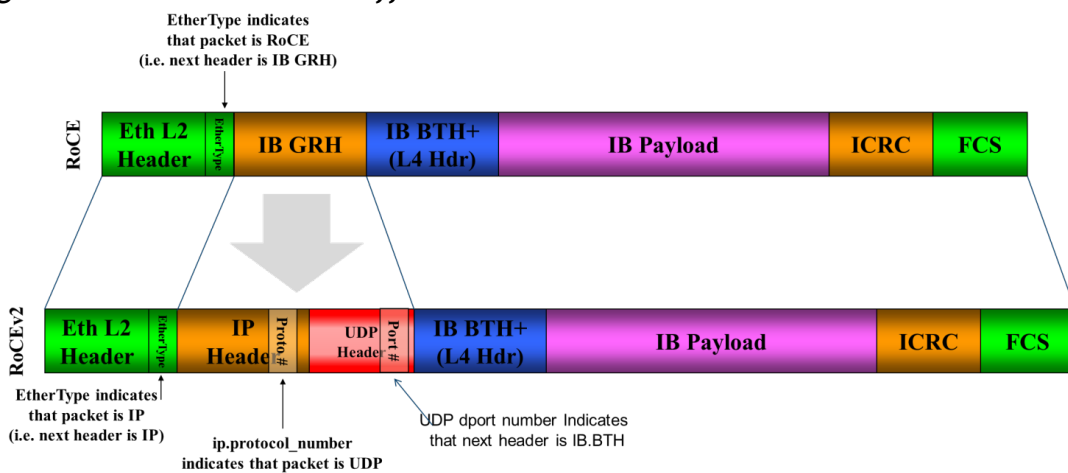 EtherType indicates
that packet is RoCE
(i.e. next header is IB GRH)
RoCE
Eth L2
Header
EtherType
IB GRH
IB BTH+
(L4 Hdr)
IB Payload
ICRC
FCS
RoCEv2
Eth L2
Header
EtherType
IP
Header
Proto #
UDP
Header
Port #
IB BTH+
(L4 Hdr)
IB Payload
ICRC
FCS
EtherType indicates
that packet is IP
(i.e. next header is IP)
ip.protocol_number
indicates that packet is UDP
UDP dport number Indicates
that next header is IB.BTH